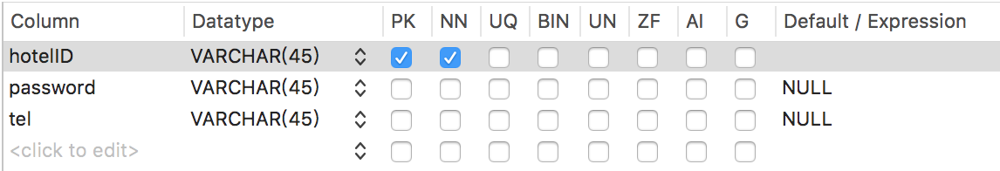 Column Datatype PK NN UQ BIN UN ZF AI G Default / Expression
hotelID VARCHAR(45)
password VARCHAR(45) NULL
tel VARCHAR(45) NULL
<click to edit>